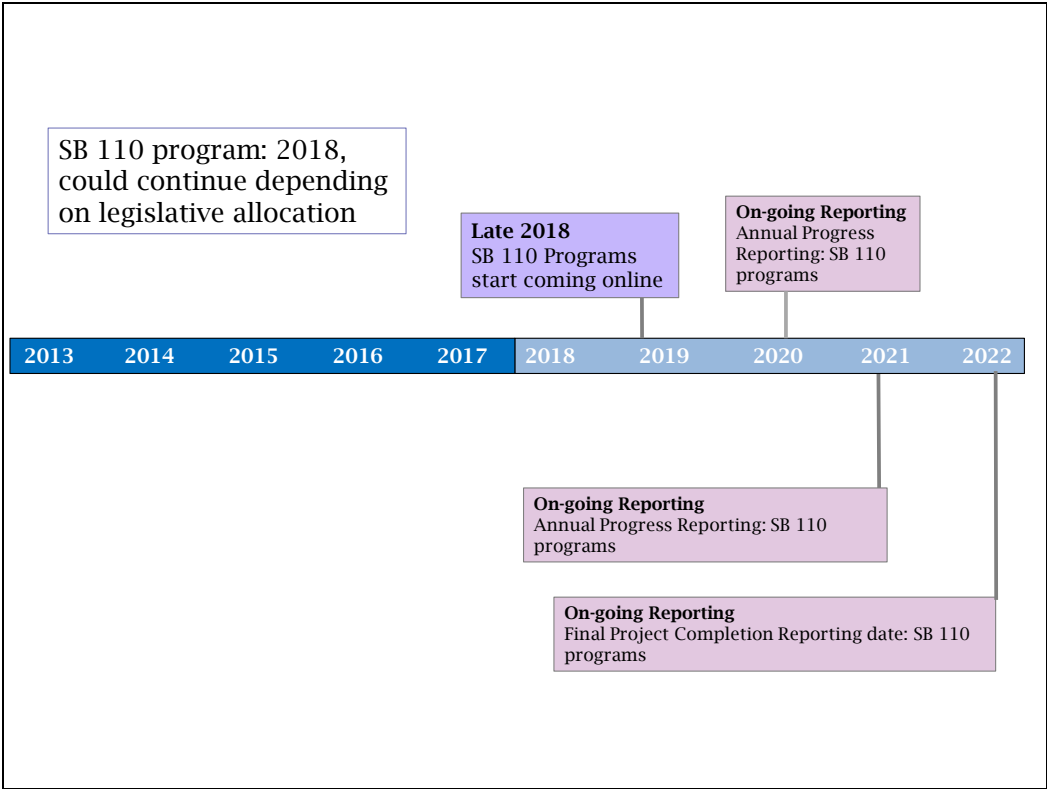 SB 110 program: 2018,
could continue depending
on legislative allocation
Late 2018
SB 110 Programs
start coming online
On-going Reporting
Annual Progress
Reporting: SB 110
programs
2013 2014 2015 2016 2017 2018 2019 2020 2021 2022
On-going Reporting
Annual Progress Reporting: SB 110
programs
On-going Reporting
Final Project Completion Reporting date: SB 110
programs